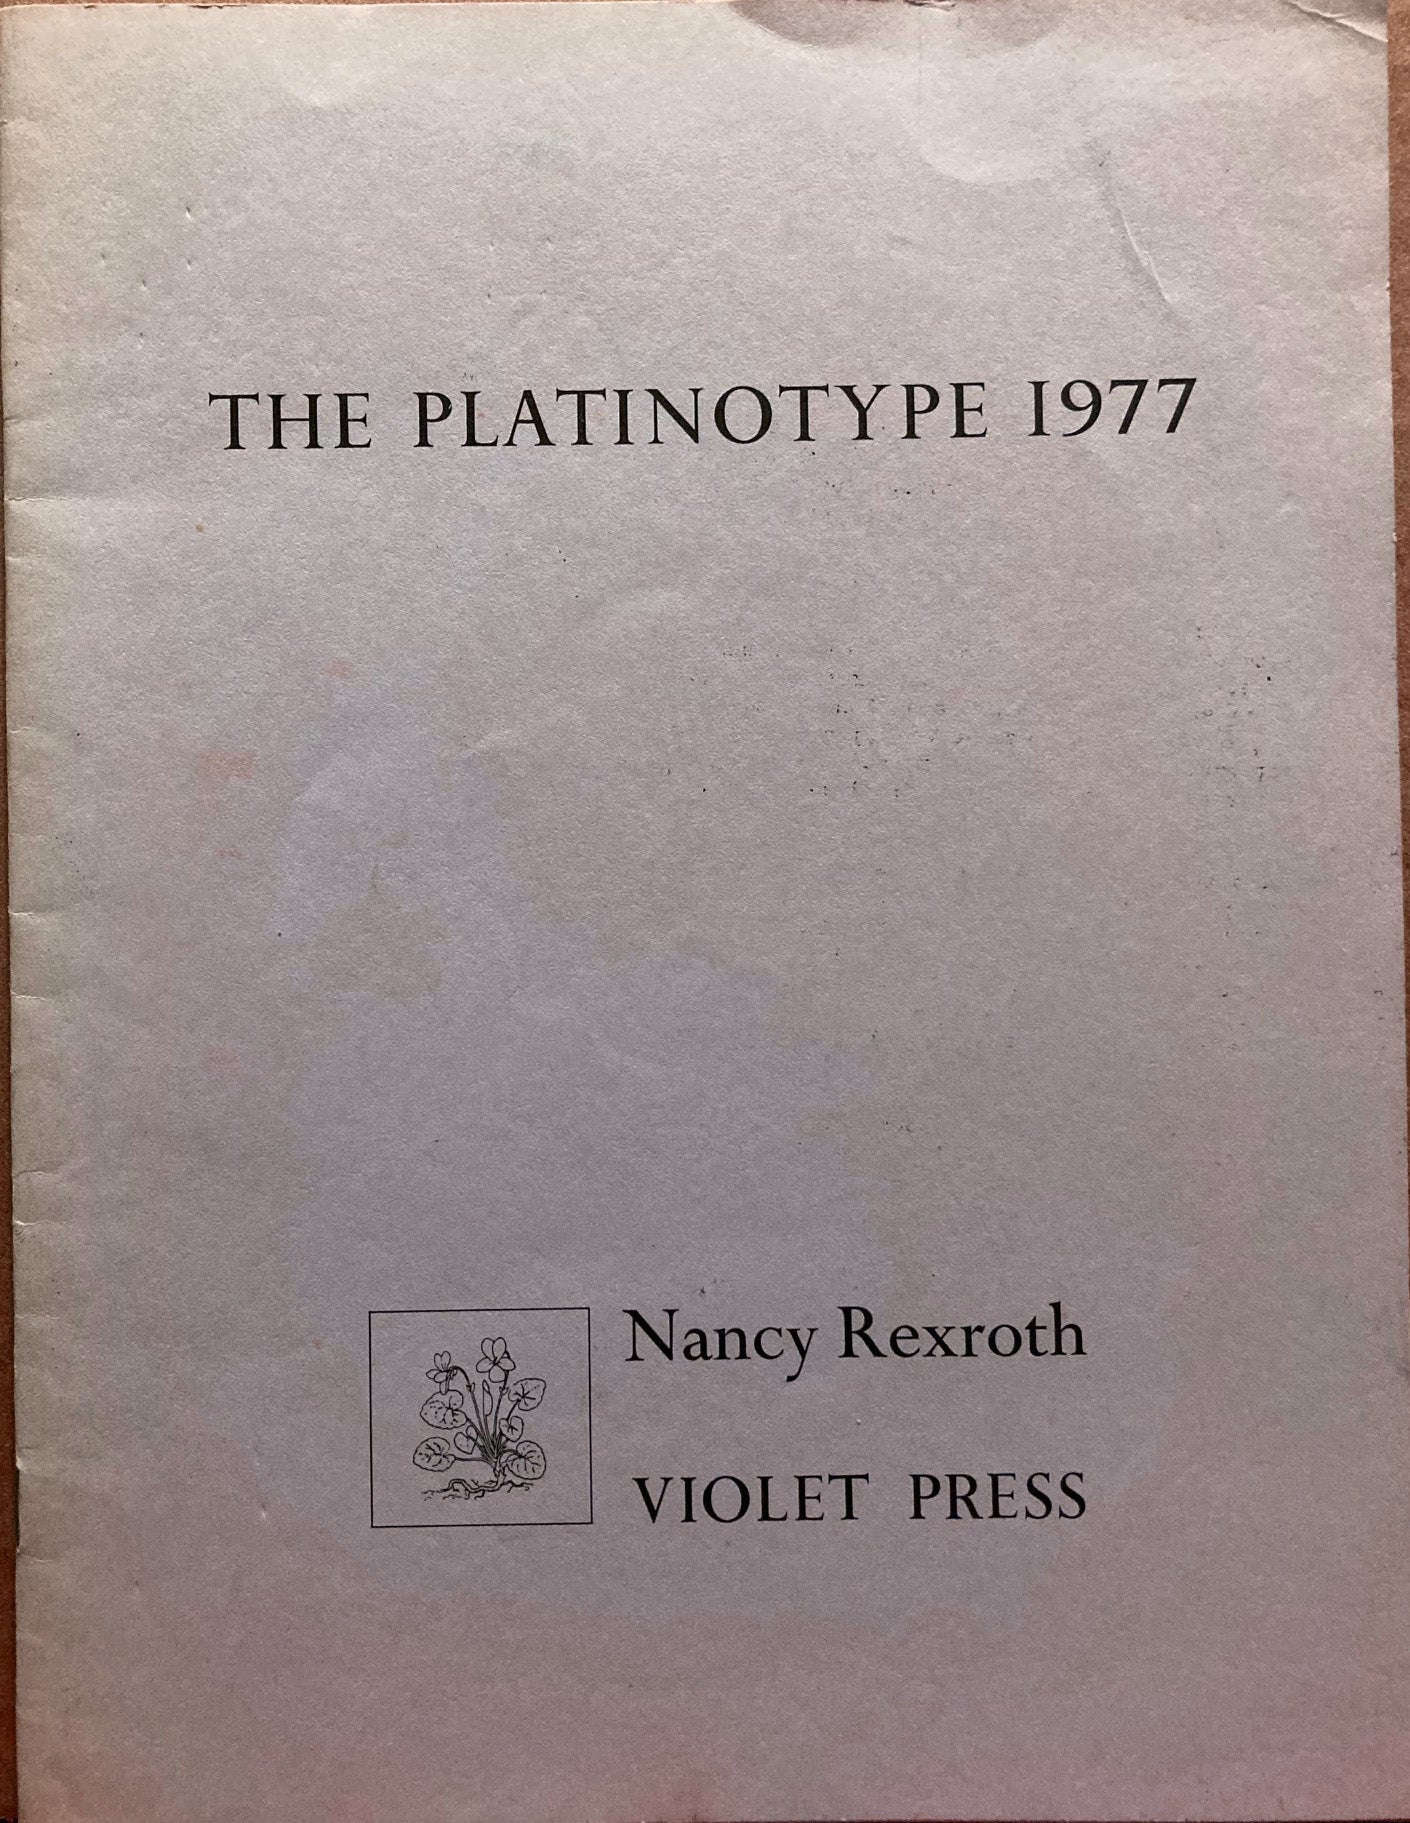 THE PLATINOTYPE 1977
Nancy Rexroth
VIOLET PRESS